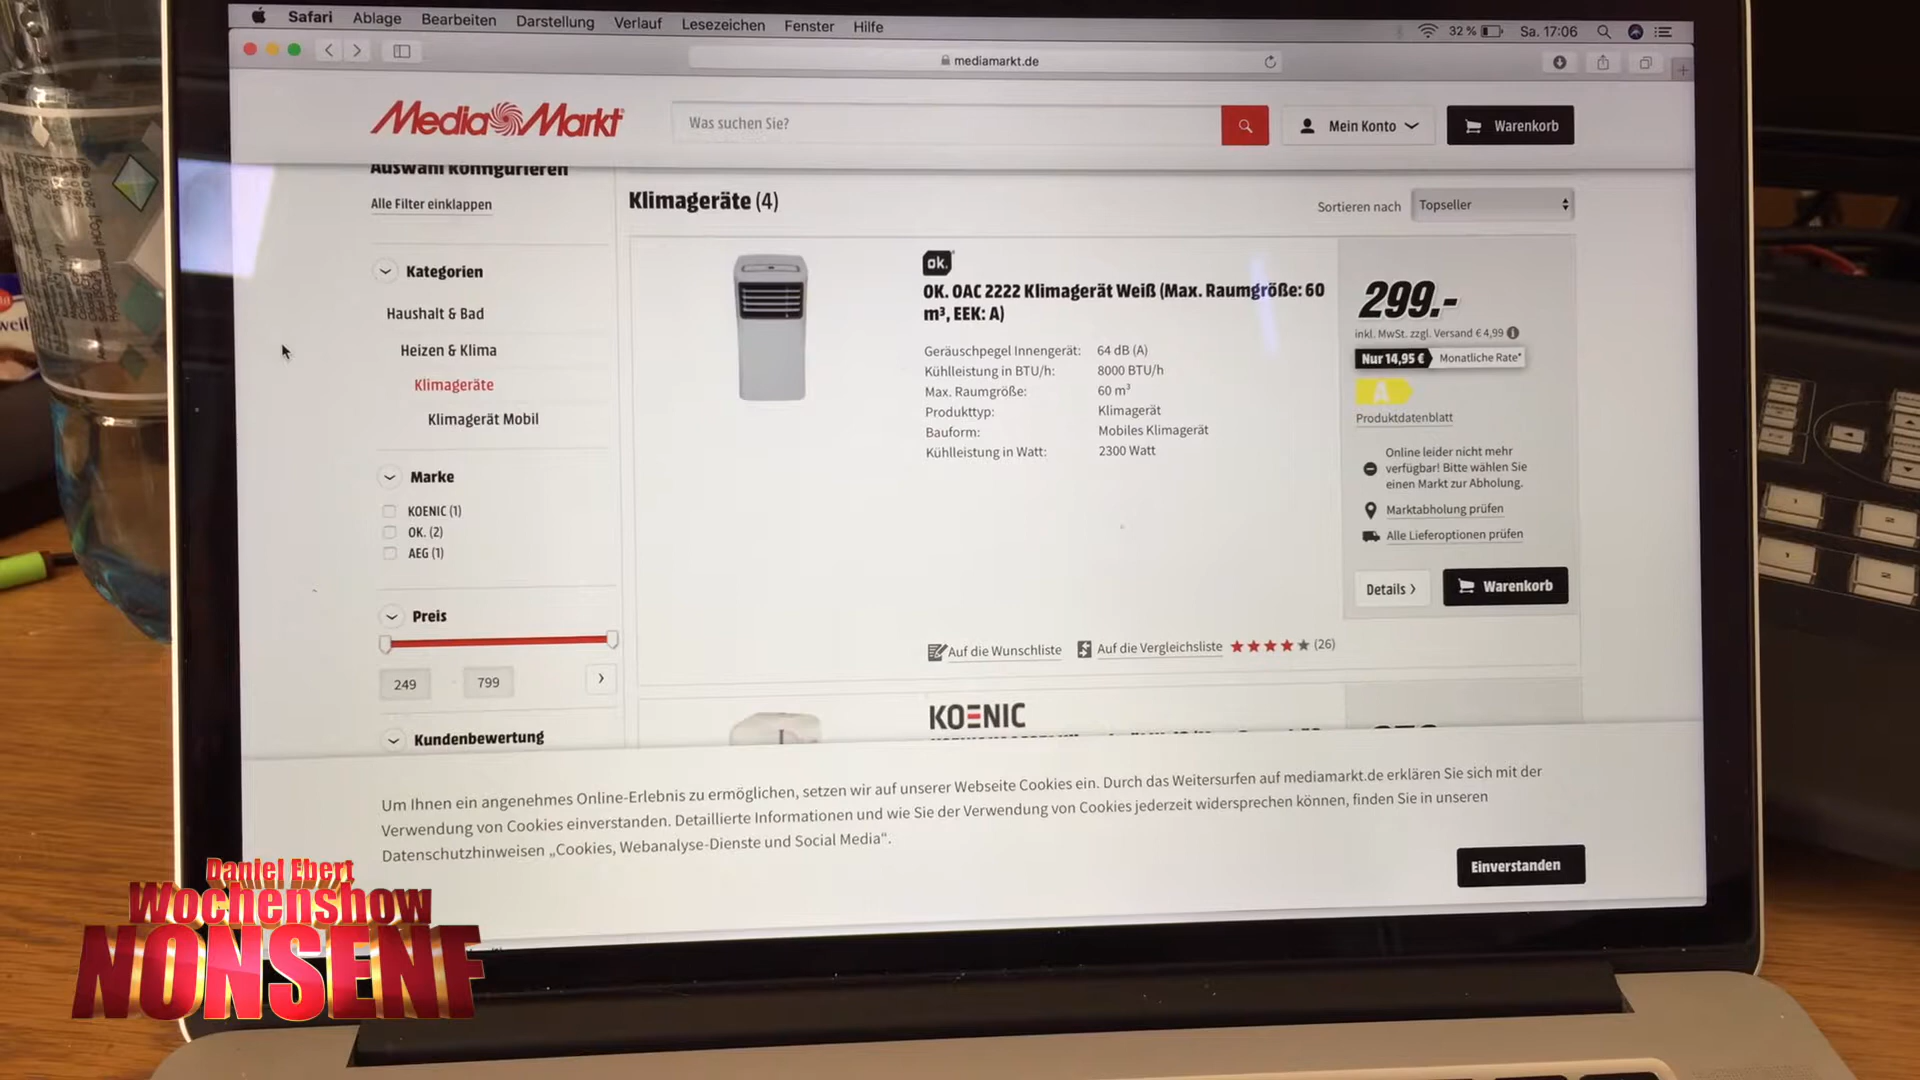 Safari Ablage Bearbeiten Darstellung Verlauf Lesezeichen Fenster Hilfe
32 % Sa. 17:06
mediamarkt.de
MediaMarkt
Was suchen Sie?
Mein Konto
Warenkorb
Auswahl konfigurieren
Alle Filter einklappen
Kategorien
Haushalt & Bad
Heizen & Klima
Klimageräte
Klimagerät Mobil
Marke
KOENIC (1)
OK. (2)
AEG (1)
Preis
249 - 799
Kundenbewertung
Klimageräte (4)
Sortieren nach Topseller
ok.
OK. OAC 2222 Klimagerät Weiß (Max. Raumgröße: 60
m³, EEK: A)
Geräuschpegel Innengerät: 64 dB (A)
Kühlleistung in BTU/h: 8000 BTU/h
Max. Raumgröße: 60 m³
Produkttyp: Klimagerät
Bauform: Mobiles Klimagerät
Kühlleistung in Watt: 2300 Watt
299.-
inkl. MwSt. zzgl. Versand € 4,99
Nur 14,95 € Monatliche Rate*
A
Produktdatenblatt
Online leider nicht mehr
verfügbar! Bitte wählen Sie
einen Markt zur Abholung.
Marktabholung prüfen
Alle Lieferoptionen prüfen
Details
Warenkorb
Auf die Wunschliste
Auf die Vergleichsliste
(26)
KOENIC
Um Ihnen ein angenehmes Online-Erlebnis zu ermöglichen, setzen wir auf unserer Webseite Cookies ein. Durch das Weitersurfen auf mediamarkt.de erklären Sie sich mit der
Verwendung von Cookies einverstanden. Detaillierte Informationen und wie Sie der Verwendung von Cookies jederzeit widersprechen können, finden Sie in unseren
Datenschutzhinweisen „Cookies, Webanalyse-Dienste und Social Media“.
Einverstanden
Daniel Ebert
Wochenshow
NONSENF